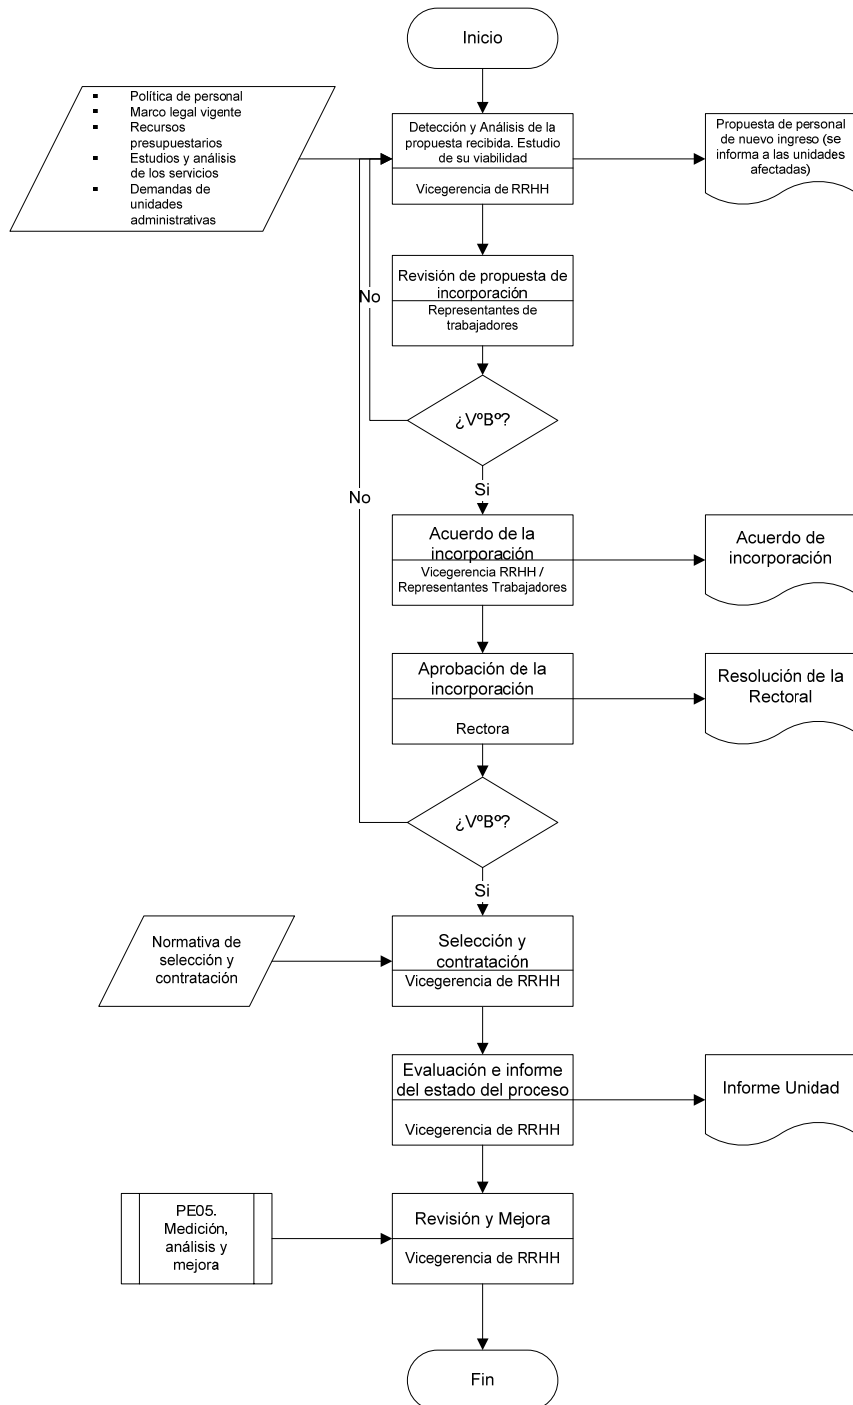 Inicio
▪ Política de personal
▪ Marco legal vigente
▪ Recursos
presupuestarios
▪ Estudios y análisis
de los servicios
▪ Demandas de
unidades
administrativas
Detección y Análisis de la
propuesta recibida. Estudio
de su viabilidad
Vicegerencia de RRHH
Propuesta de personal
de nuevo ingreso (se
informa a las unidades
afectadas)
Revisión de propuesta de
incorporación
Representantes de
trabajadores
No
¿VºBº?
Si
No
Acuerdo de la
incorporación
Vicegerencia RRHH /
Representantes Trabajadores
Acuerdo de
incorporación
Aprobación de la
incorporación
Rectora
Resolución de la
Rectoral
¿VºBº?
Si
Normativa de
selección y
contratación
Selección y
contratación
Vicegerencia de RRHH
Evaluación e informe
del estado del proceso
Vicegerencia de RRHH
Informe Unidad
PE05.
Medición,
análisis y
mejora
Revisión y Mejora
Vicegerencia de RRHH
Fin